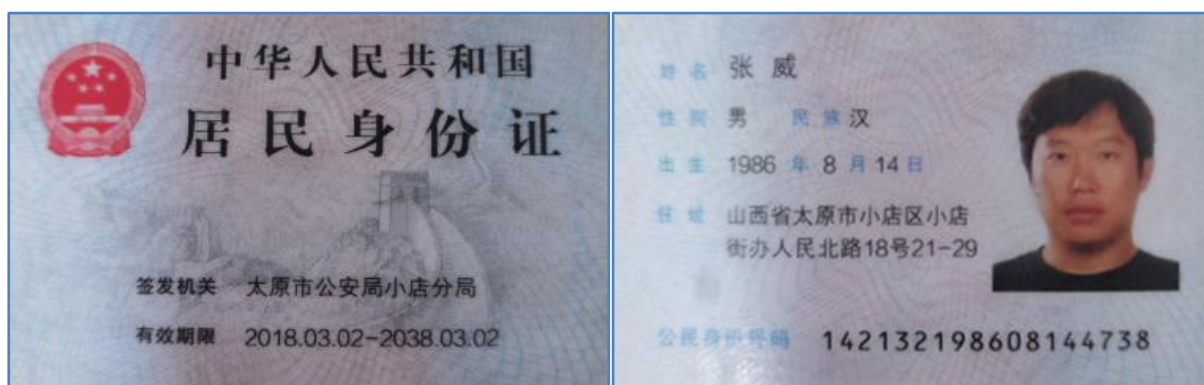 中华人民共和国
居民身份证
签发机关 太原市公安局小店分局
有效期限 2018.03.02-2038.03.02
姓名 张威
性别 男 民族 汉
出生 1986 年 8 月 14 日
住址 山西省太原市小店区小店
街办人民北路18号21-29
公民身份号码 142132198608144738